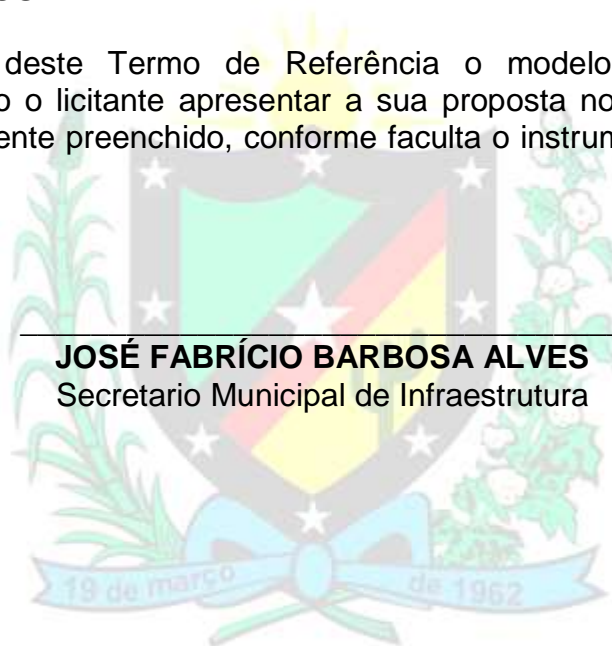 deste Termo de Referência o modelo
o o licitante apresentar a sua proposta no
ente preenchido, conforme faculta o instrum
JOSÉ FABRÍCIO BARBOSA ALVES
Secretario Municipal de Infraestrutura
19 de março de 1962